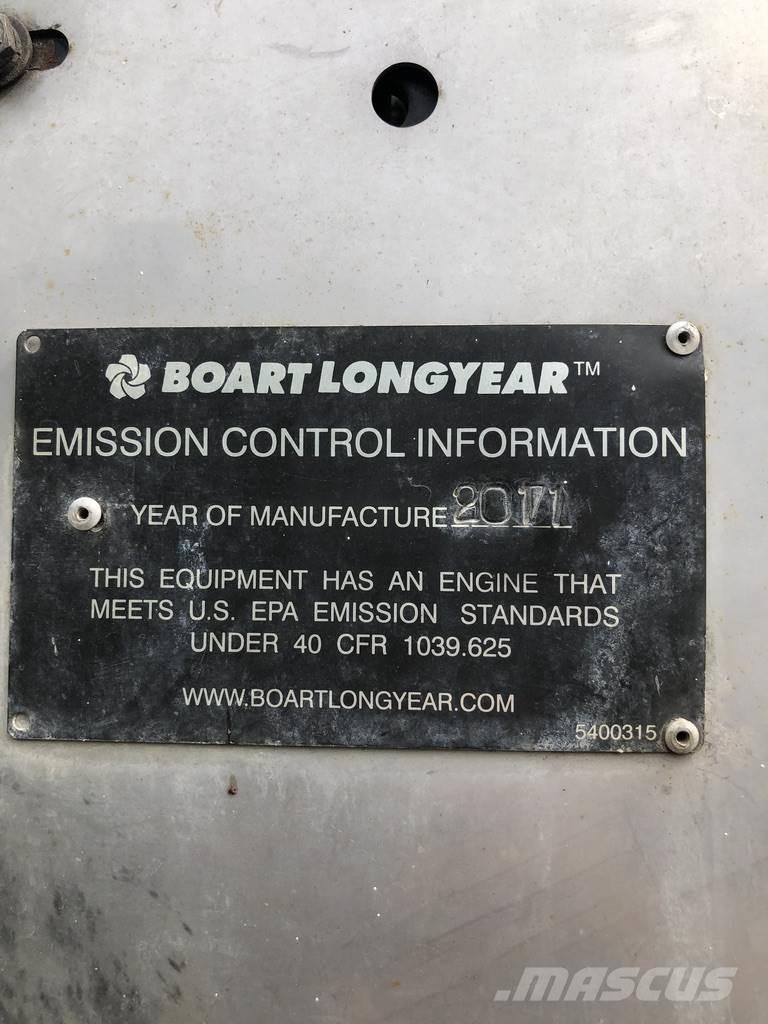 BOART LONGYEAR™
EMISSION CONTROL INFORMATION
YEAR OF MANUFACTURE 2011
THIS EQUIPMENT HAS AN ENGINE THAT
MEETS U.S. EPA EMISSION STANDARDS
UNDER 40 CFR 1039.625
WWW.BOARTLONGYEAR.COM
5400315
MASCUS